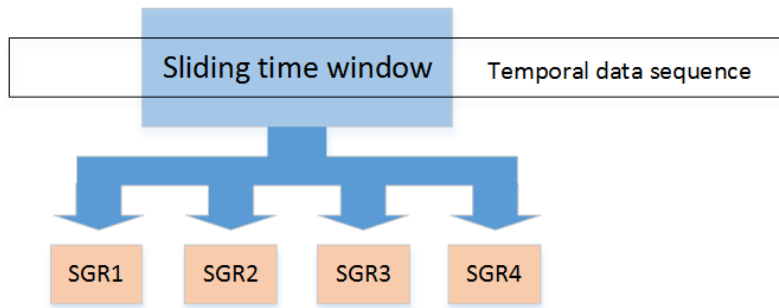 Sliding time window
Temporal data sequence
SGR1
SGR2
SGR3
SGR4